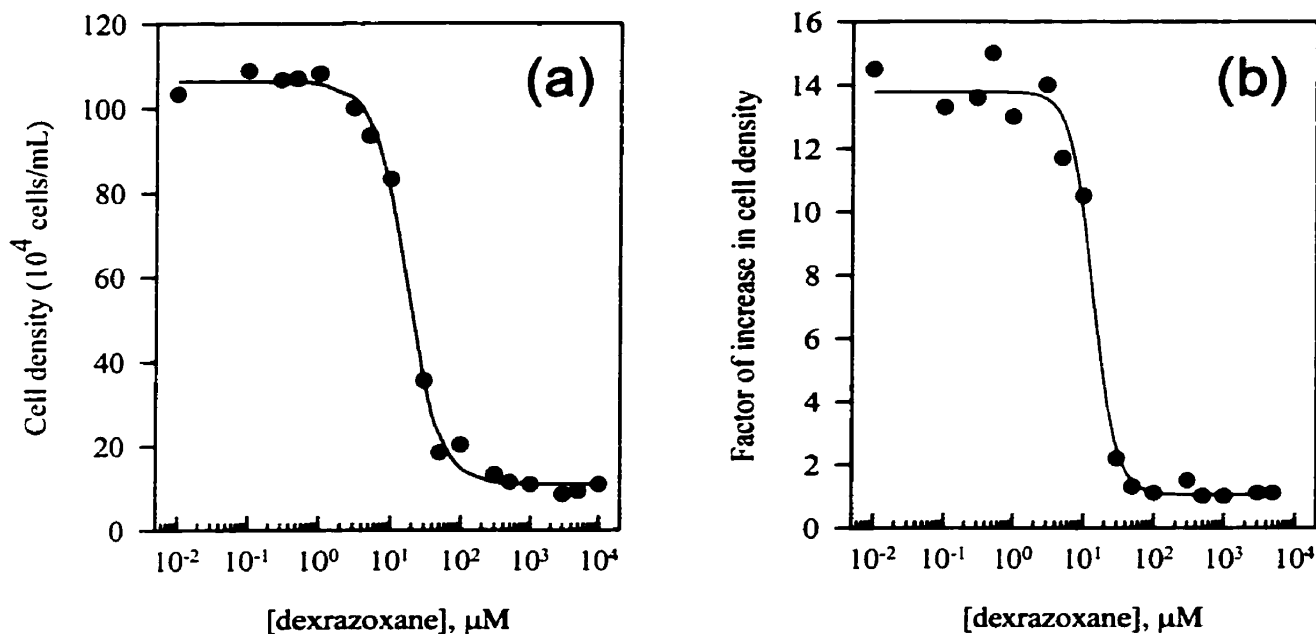 (a)
120
100
80
60
40
20
0
Cell density (10⁴ cells/mL)
10⁻² 10⁻¹ 10⁰ 10¹ 10² 10³ 10⁴
[dexrazoxane], µM
(b)
16
14
12
10
8
6
4
2
0
Factor of increase in cell density
10⁻² 10⁻¹ 10⁰ 10¹ 10² 10³ 10⁴
[dexrazoxane], µM